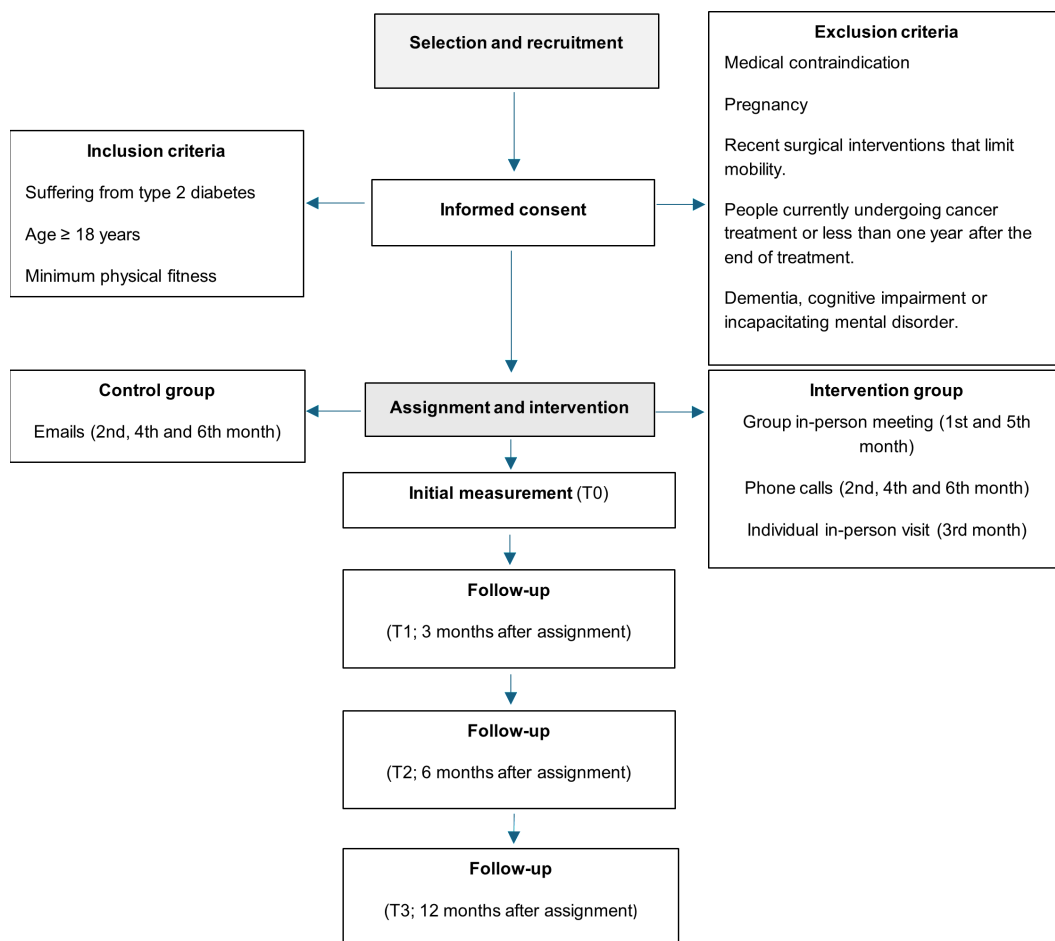 Selection and recruitment
Exclusion criteria
Medical contraindication
Pregnancy
Recent surgical interventions that limit
mobility.
People currently undergoing cancer
treatment or less than one year after the
end of treatment.
Dementia, cognitive impairment or
incapacitating mental disorder.
Inclusion criteria
Suffering from type 2 diabetes
Age ≥ 18 years
Minimum physical fitness
Informed consent
Control group
Emails (2nd, 4th and 6th month)
Assignment and intervention
Intervention group
Group in-person meeting (1st and 5th
month)
Phone calls (2nd, 4th and 6th month)
Individual in-person visit (3rd month)
Initial measurement (T0)
Follow-up
(T1; 3 months after assignment)
Follow-up
(T2; 6 months after assignment)
Follow-up
(T3; 12 months after assignment)